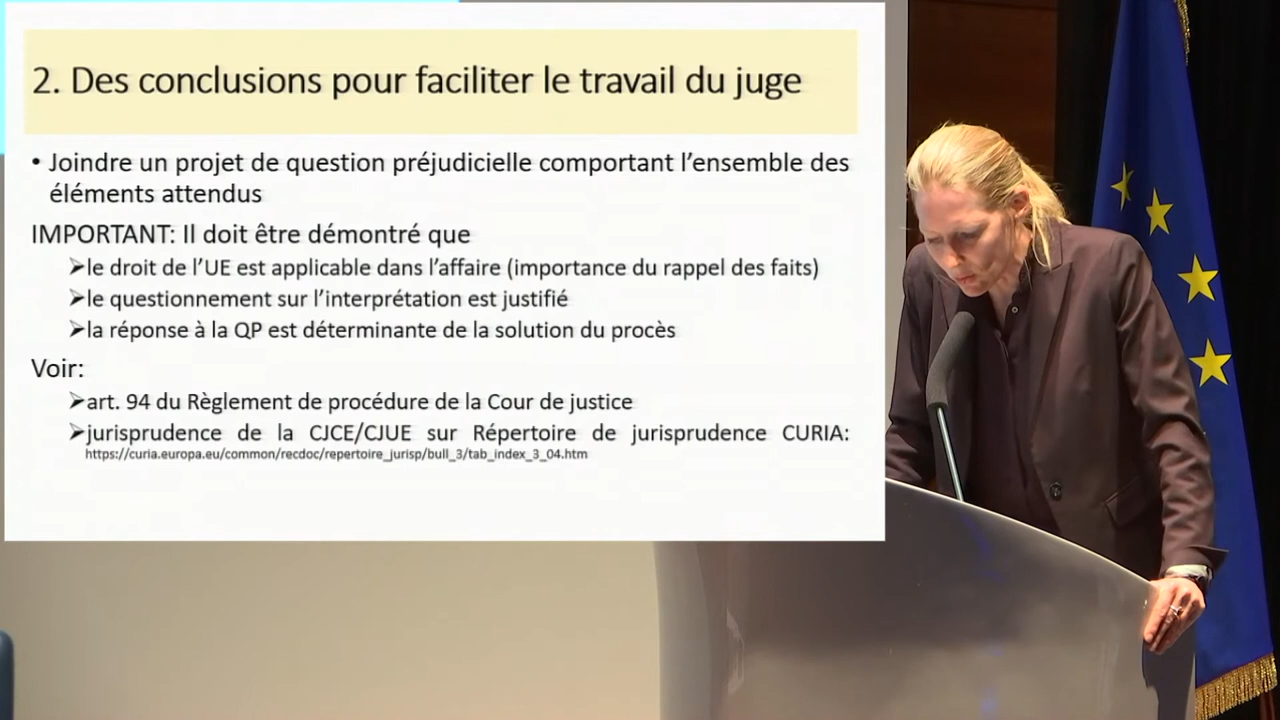 2. Des conclusions pour faciliter le travail du juge
• Joindre un projet de question préjudicielle comportant l’ensemble des
éléments attendus
IMPORTANT: Il doit être démontré que
➢le droit de l’UE est applicable dans l’affaire (importance du rappel des faits)
➢le questionnement sur l’interprétation est justifié
➢la réponse à la QP est déterminante de la solution du procès
Voir:
➢art. 94 du Règlement de procédure de la Cour de justice
➢jurisprudence de la CJCE/CJUE sur Répertoire de jurisprudence CURIA:
https://curia.europa.eu/common/recdoc/repertoire_jurisp/bull_3/tab_index_3_04.htm